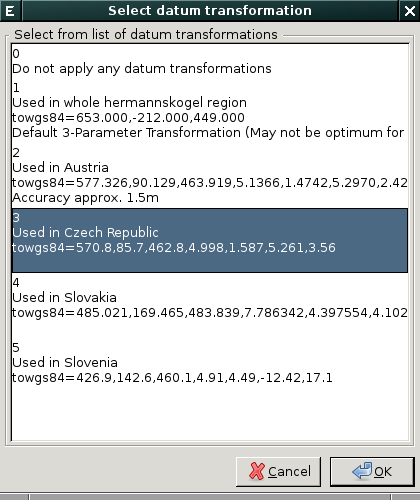 E Select datum transformation X
Select from list of datum transformations
0
Do not apply any datum transformations
1
Used in whole hermannskogel region
towgs84=653.000,-212.000,449.000
Default 3-Parameter Transformation (May not be optimum for
2
Used in Austria
towgs84=577.326,90.129,463.919,5.1366,1.4742,5.2970,2.42
Accuracy approx. 1.5m
3
Used in Czech Republic
towgs84=570.8,85.7,462.8,4.998,1.587,5.261,3.56
4
Used in Slovakia
towgs84=485.021,169.465,483.839,7.786342,4.397554,4.102
5
Used in Slovenia
towgs84=426.9,142.6,460.1,4.91,4.49,-12.42,17.1
Cancel OK